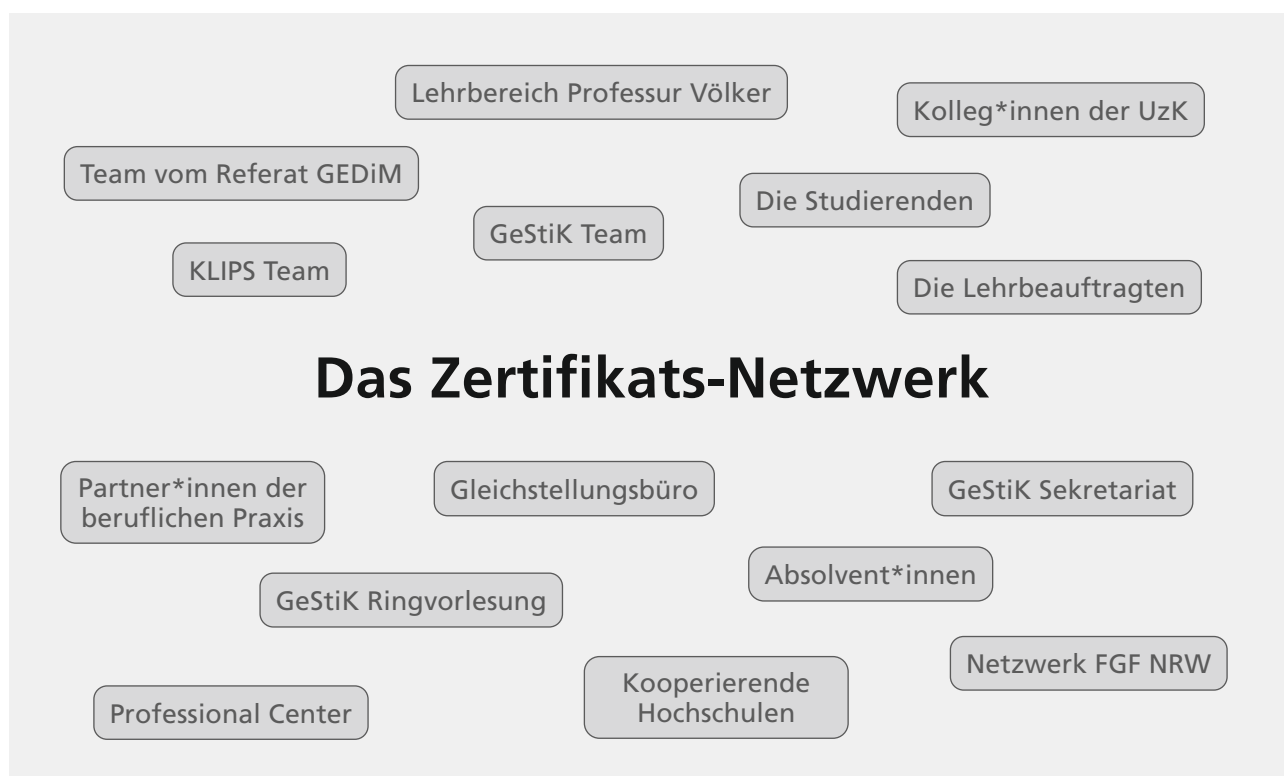 Lehrbereich Professur Völker
Kolleg*innen der UzK
Team vom Referat GEDiM
Die Studierenden
GeStiK Team
KLIPS Team
Die Lehrbeauftragten
Das Zertifikats-Netzwerk
Partner*innen der
beruflichen Praxis
Gleichstellungsbüro
GeStiK Sekretariat
Absolvent*innen
GeStiK Ringvorlesung
Netzwerk FGF NRW
Kooperierende
Hochschulen
Professional Center